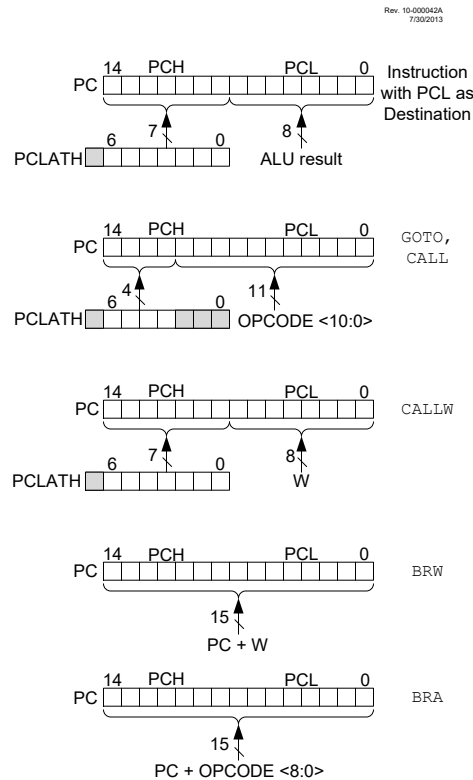 Rev. 10-000042A
7/30/2013
14 PCH PCL 0
PC
Instruction
with PCL as
Destination
7 8
6 0
PCLATH
ALU result
14 PCH PCL 0
PC
GOTO,
CALL
4 11
6 0
PCLATH
OPCODE <10:0>
14 PCH PCL 0
PC
CALLW
7 8
6 0
PCLATH
W
14 PCH PCL 0
PC
BRW
15
PC + W
14 PCH PCL 0
PC
BRA
15
PC + OPCODE <8:0>